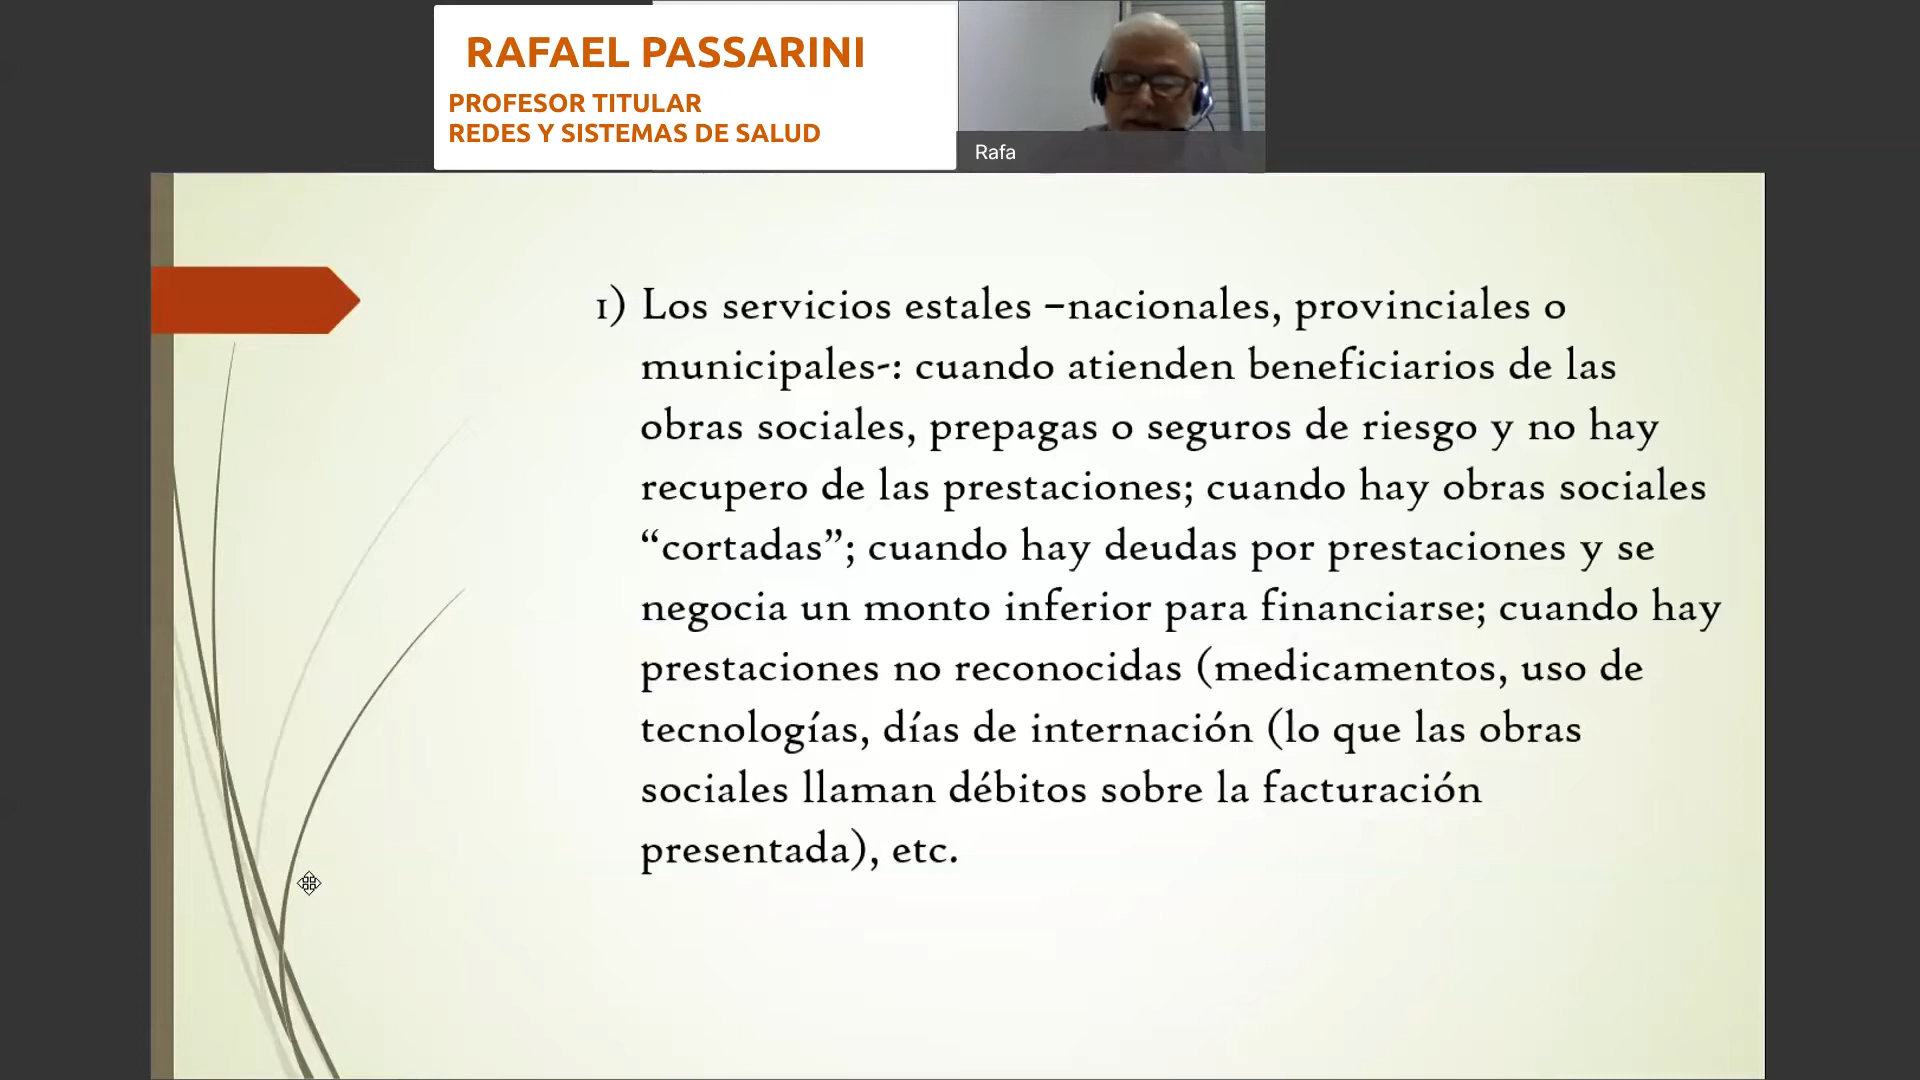 RAFAEL PASSARINI
PROFESOR TITULAR
REDES Y SISTEMAS DE SALUD
Rafa
1) Los servicios estales –nacionales, provinciales o
municipales-: cuando atienden beneficiarios de las
obras sociales, prepagas o seguros de riesgo y no hay
recupero de las prestaciones; cuando hay obras sociales
“cortadas”; cuando hay deudas por prestaciones y se
negocia un monto inferior para financiarse; cuando hay
prestaciones no reconocidas (medicamentos, uso de
tecnologías, días de internación (lo que las obras
sociales llaman débitos sobre la facturación
presentada), etc.